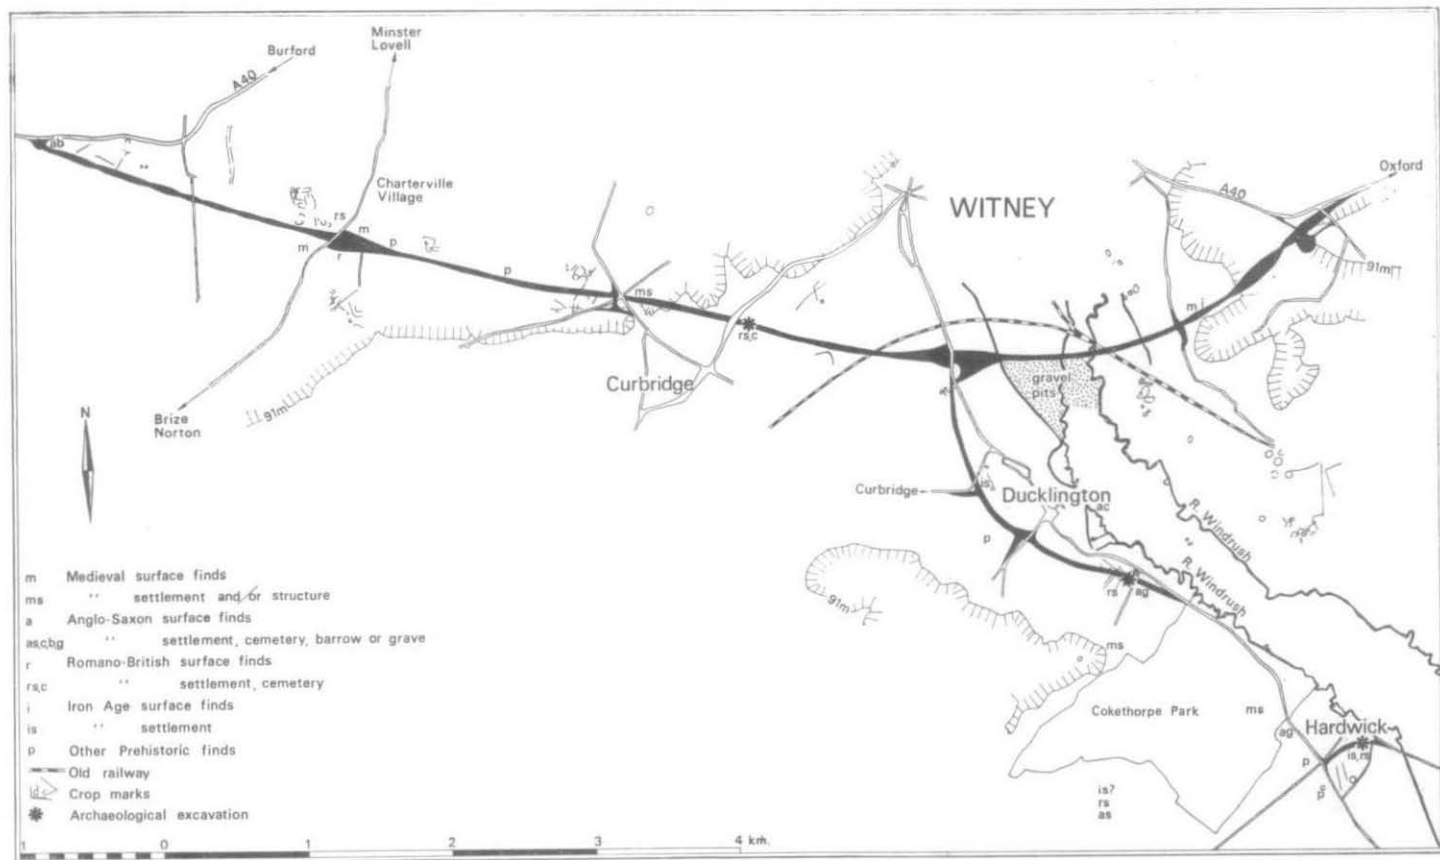 Minster
Lovell
Burford
A40
ab
Charterville
Village
rs
m
m
p
r
p
ms
rs,c
WITNEY
A40
Oxford
91m
m i
gravel
pits
Curbridge
91m
Brize
Norton
N
Curbridge
is
Ducklington
ac
p
R. Windrush
R. Windrush
rs
ag
91m
ms
Cokethorpe Park
ms
ag
Hardwick
is,rs
p
p
is?
rs
as
m Medieval surface finds
ms " settlement and/or structure
a Anglo-Saxon surface finds
as,c,b,g " settlement, cemetery, barrow or grave
r Romano-British surface finds
rs,c " settlement, cemetery
i Iron Age surface finds
is " settlement
p Other Prehistoric finds
Old railway
Crop marks
Archaeological excavation
1 0 1 2 3 4 km.